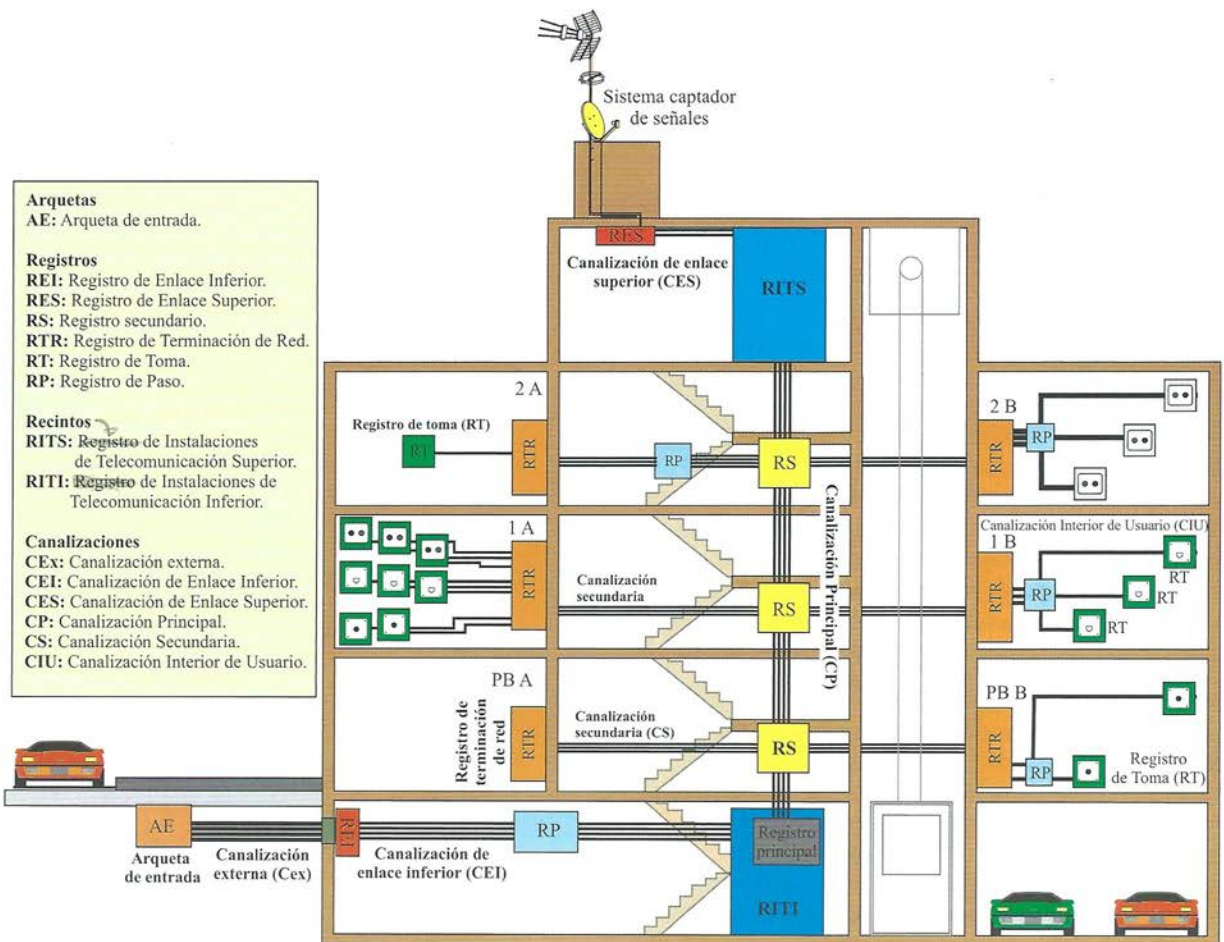 Sistema captador
de señales
Arquetas
AE: Arqueta de entrada.
Registros
REI: Registro de Enlace Inferior.
RES: Registro de Enlace Superior.
RS: Registro secundario.
RTR: Registro de Terminación de Red.
RT: Registro de Toma.
RP: Registro de Paso.
Recintos
RITS: Registro de Instalaciones
de Telecomunicación Superior.
RITI: Registro de Instalaciones de
Telecomunicación Inferior.
Canalizaciones
CEx: Canalización externa.
CEI: Canalización de Enlace Inferior.
CES: Canalización de Enlace Superior.
CP: Canalización Principal.
CS: Canalización Secundaria.
CIU: Canalización Interior de Usuario.
RES
Canalización de enlace
superior (CES)
RITS
2 A
Registro de toma (RT)
RT
RTR
RP
RS
2 B
RTR
RP
Canalización Principal (CP)
1 A
RTR
Canalización
secundaria
RS
Canalización Interior de Usuario (CIU)
1 B
RTR
RP
RT
RT
RT
PB A
Registro de
terminación
de red
RTR
Canalización
secundaria (CS)
RS
PB B
RTR
RP
Registro
de Toma (RT)
AE
Arqueta
de entrada
Canalización
externa (Cex)
REI
Canalización de
enlace inferior (CEI)
RP
Registro
principal
RITI